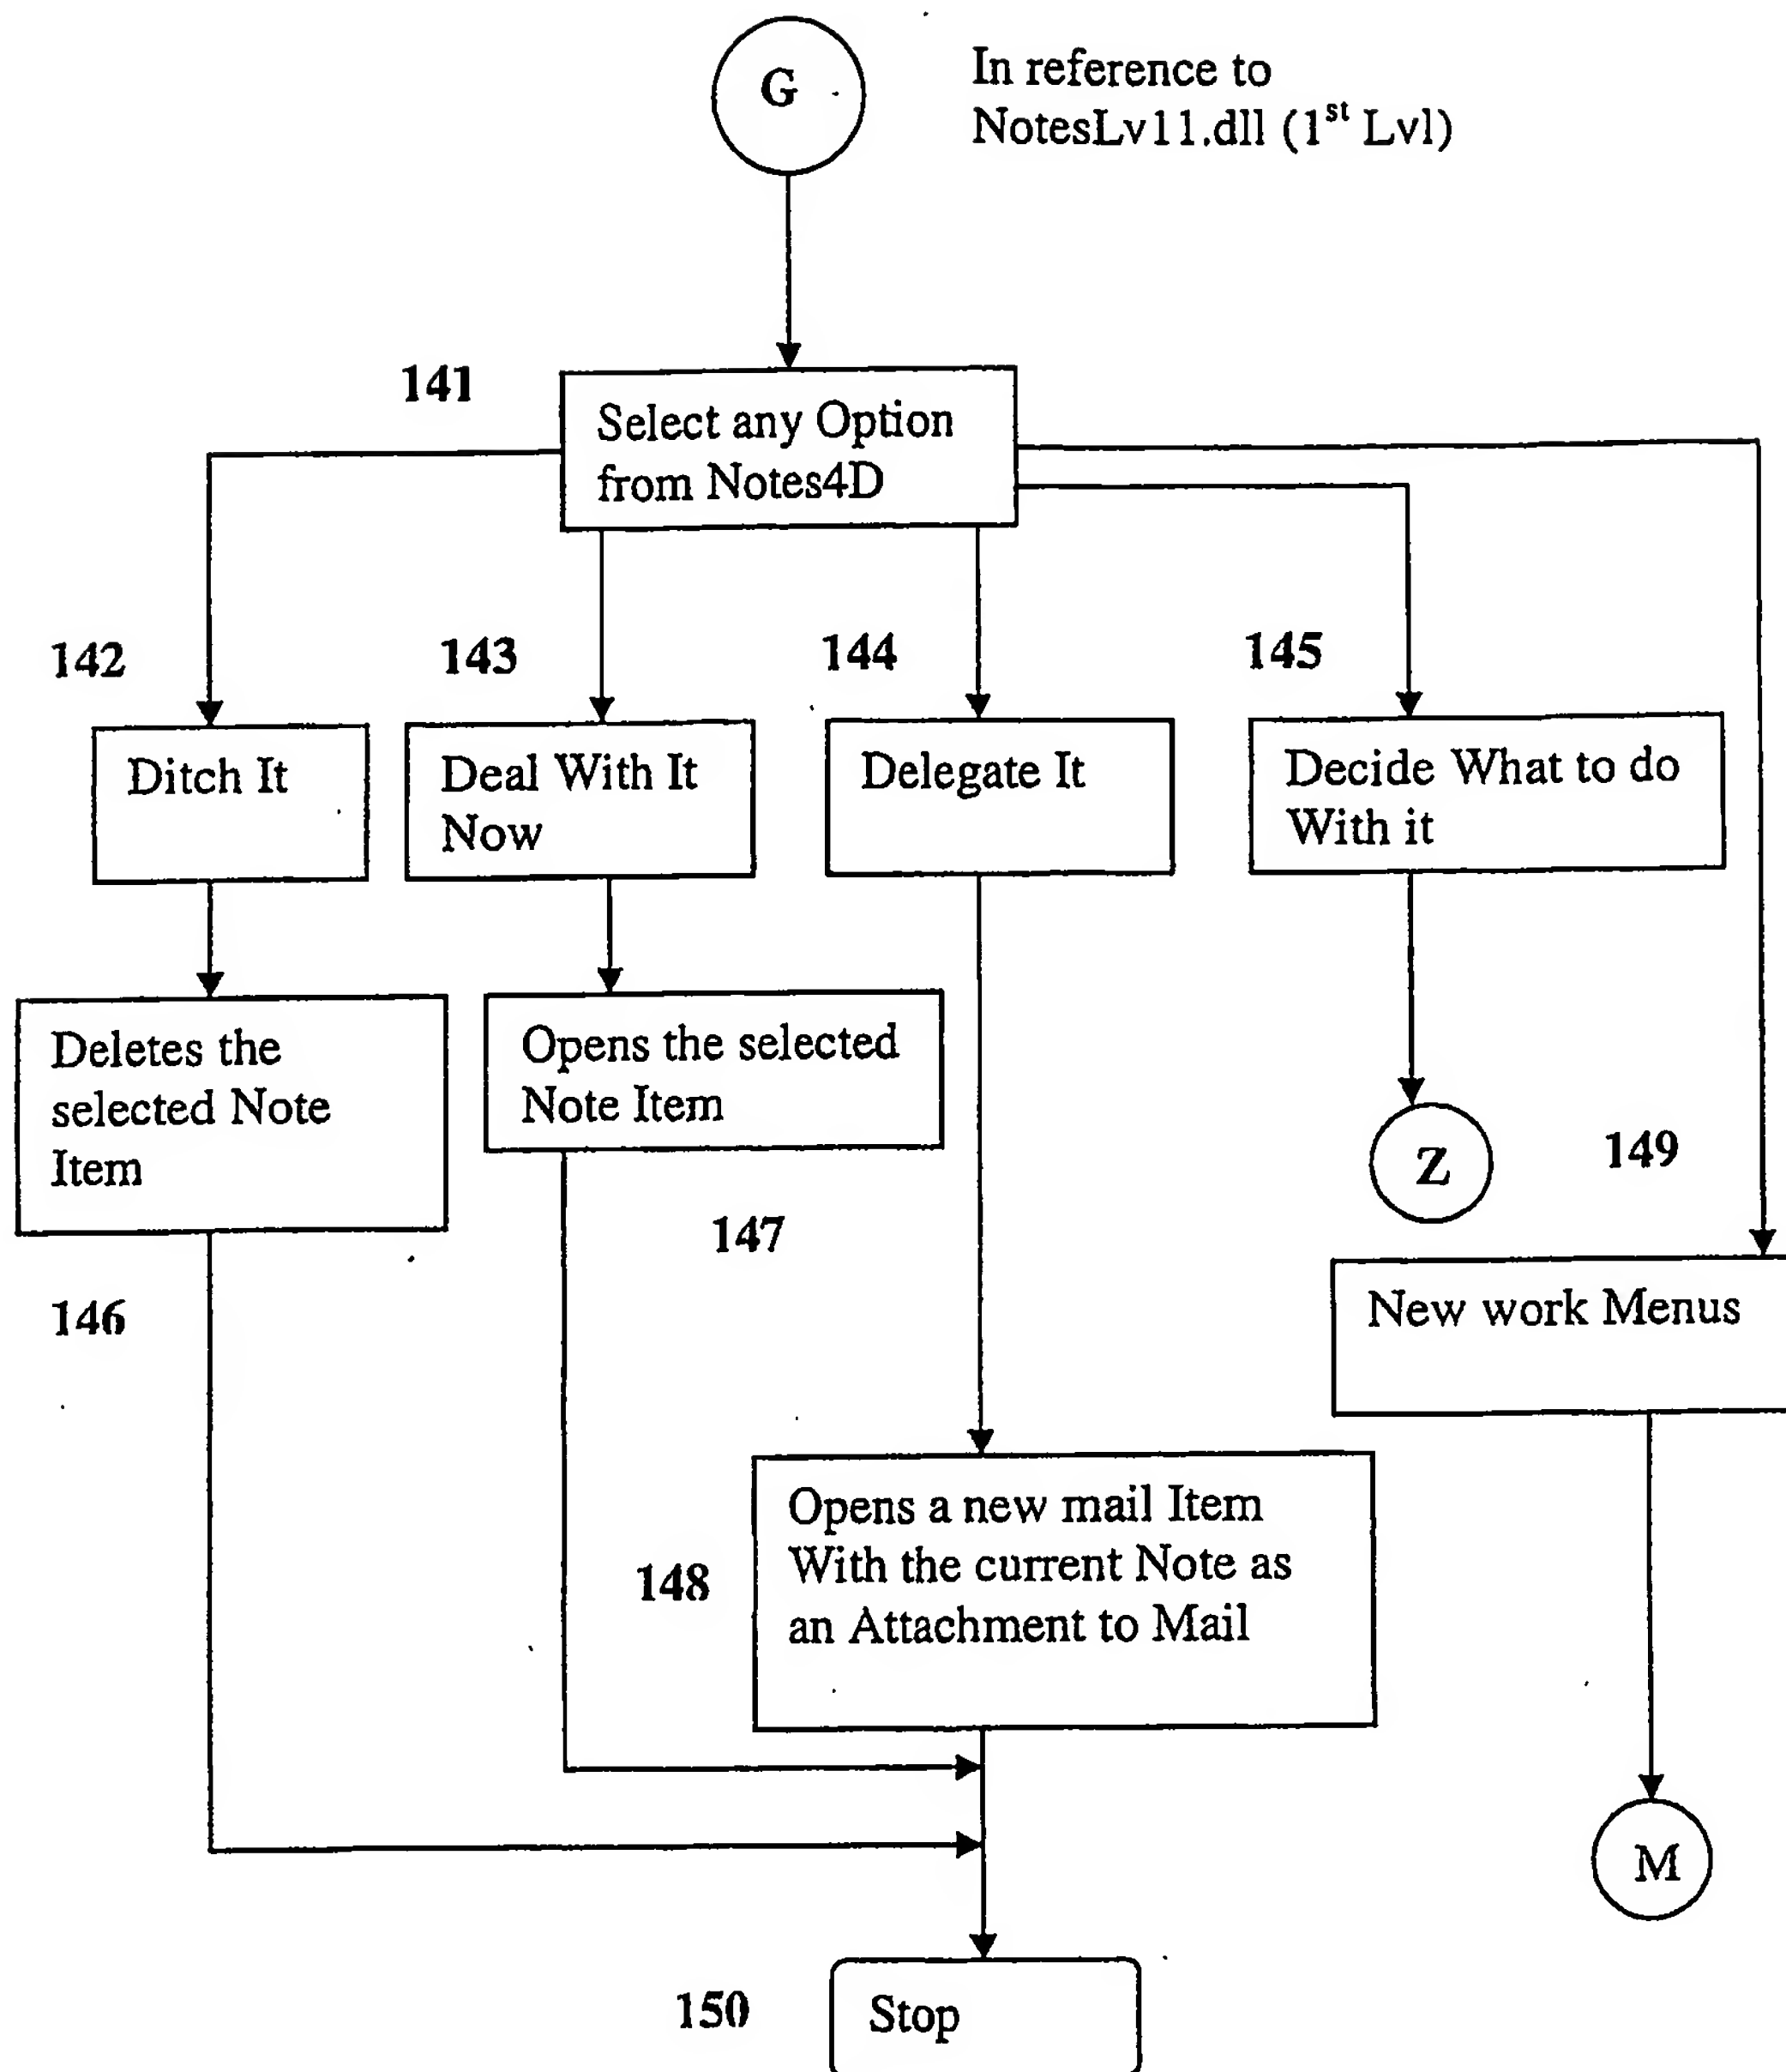 G
In reference to
NotesLv11.dll (1st Lvl)
141
Select any Option
from Notes4D
142
143
144
145
Ditch It
Deal With It
Now
Delegate It
Decide What to do
With it
Deletes the
selected Note
Item
Opens the selected
Note Item
Z
149
147
146
New work Menus
Opens a new mail Item
With the current Note as
an Attachment to Mail
148
M
150
Stop